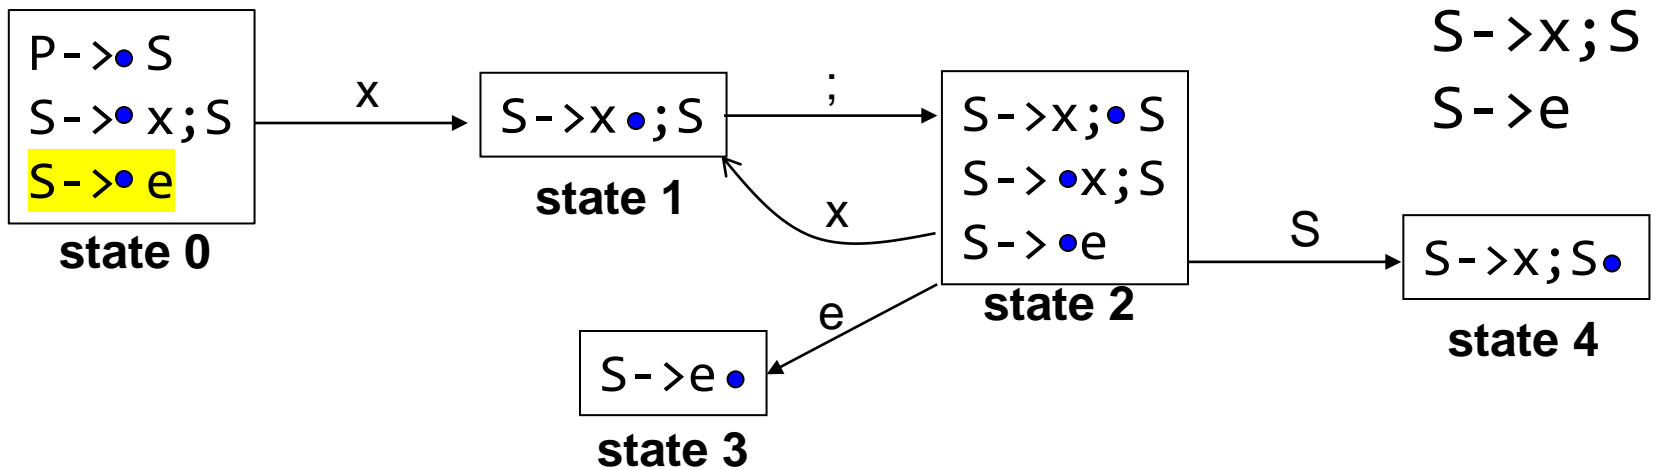 P->• S
S->• x;S
S->• e
state 0
x
S->x •;S
state 1
;
x
S->x;• S
S-> •x;S
S-> •e
state 2
e
S->e •
state 3
S
S->x;S•
state 4
S->x;S
S->e